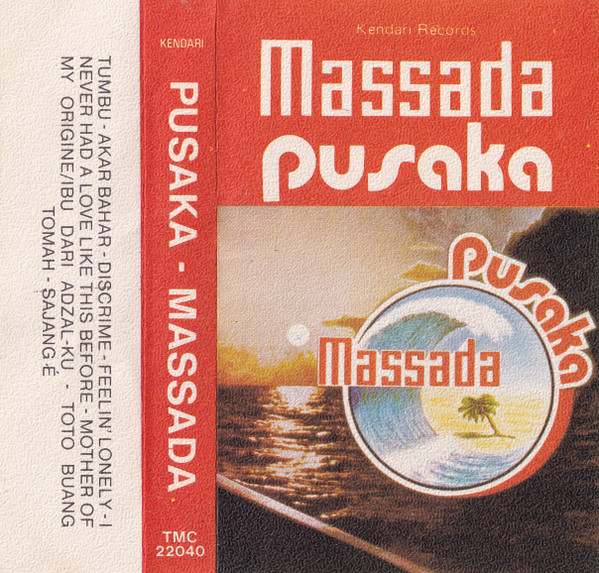 TUMBU - AKAR BAHAR - DISCRIME - FEELIN' LONELY - I
NEVER HAD A LOVE LIKE THIS BEFORE - MOTHER OF
MY ORIGINE/IBU DARI ADZAL-KU - TOTO BUANG
TOMAH - SAJANG É
KENDARI
PUSAKA - MASSADA
TMC
22040
Kendari Records
Massada
pusaka
Pusaka
Massada